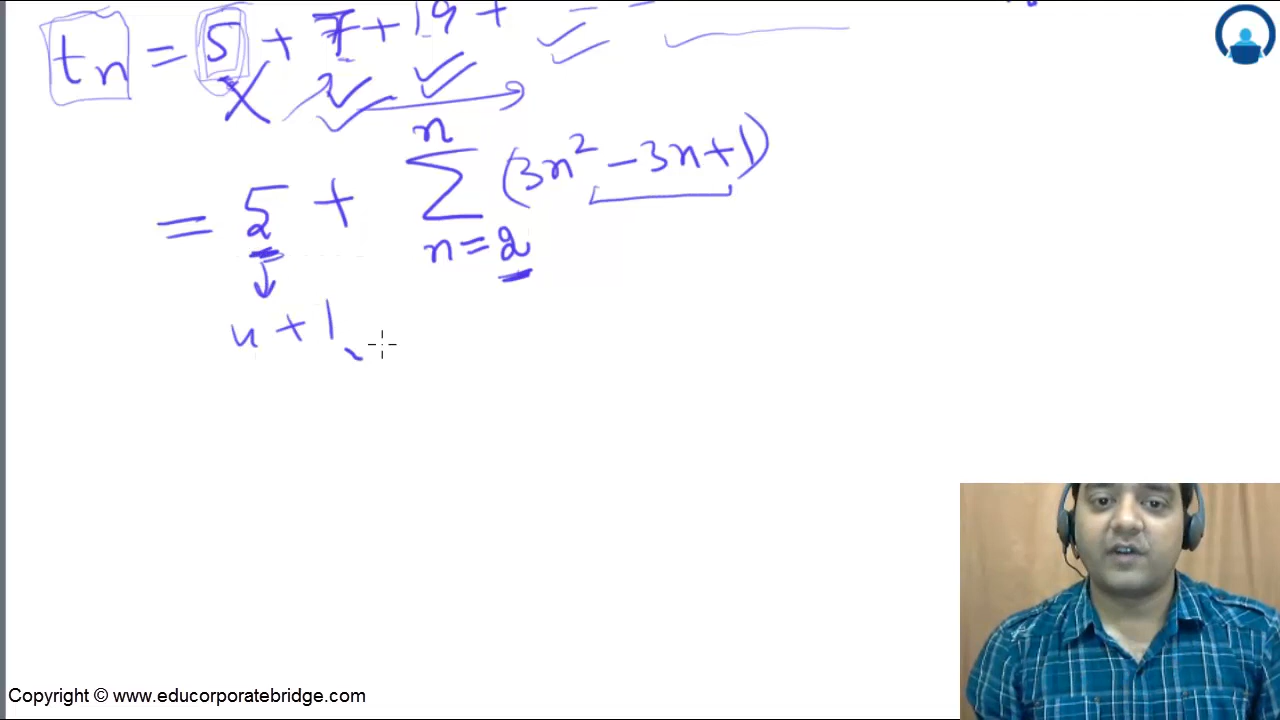 tn = 5 + 7 + 19 + = -
n
= 5 + ∑ (3n² - 3n + 1)
n = 2
4 + 1
Copyright © www.educorporatebridge.com